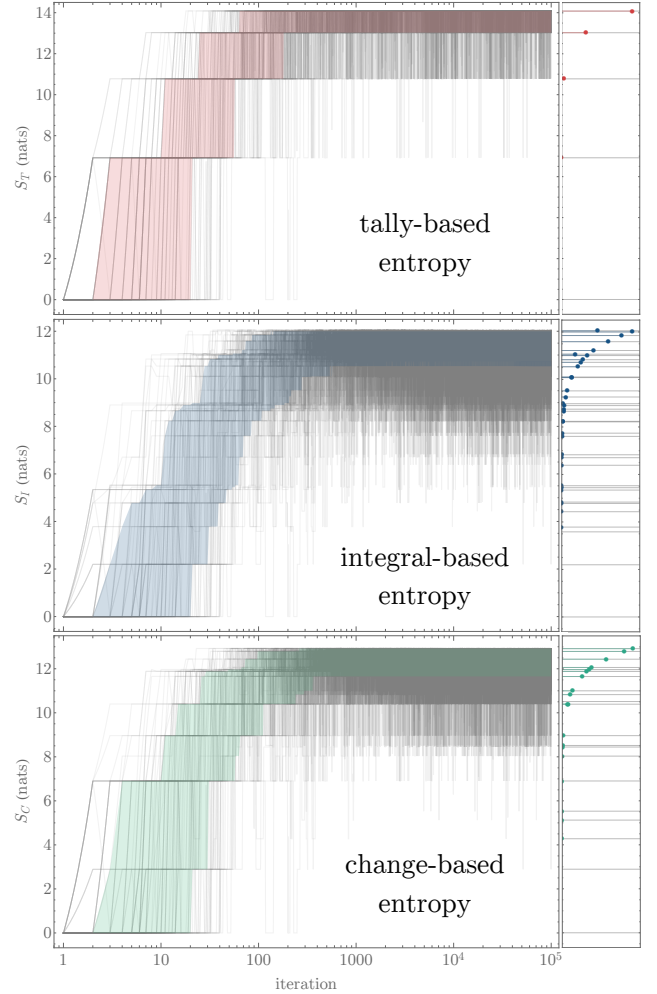 14
12
10
8
6
4
2
0
S_T (nats)
tally-based
entropy
12
10
8
6
4
2
0
S_I (nats)
integral-based
entropy
12
10
8
6
4
2
0
S_C (nats)
change-based
entropy
1 10 100 1000 10^4 10^5
iteration